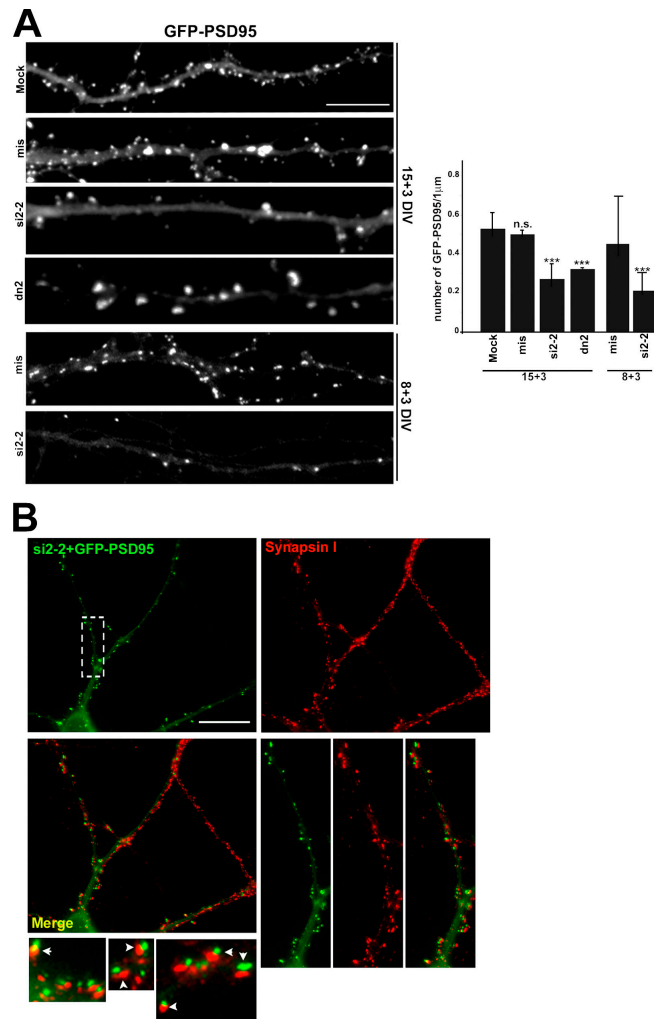 A
GFP-PSD95
Mock
mis
si2-2
dn2
mis
si2-2
15+3 DIV
8+3 DIV
number of GFP-PSD95/1μm
0.8
0.6
0.4
0.2
0
n.s.
***
***
***
Mock
mis
si2-2
dn2
mis
si2-2
15+3
8+3
B
si2-2+GFP-PSD95
Synapsin I
Merge